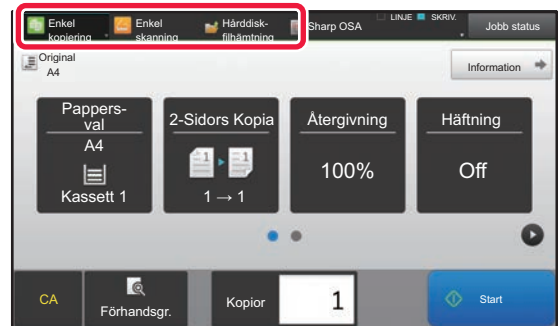 Enkel kopiering
Enkel skanning
Hårddisk-filhämtning
Sharp OSA
LINJE
SKRIV.
Jobb status
Original
A4
Information
Pappers-
val
A4
Kassett 1
2-Sidors Kopia
1 → 1
Återgivning
100%
Häftning
Off
CA
Förhandsgr.
Kopior
1
Start